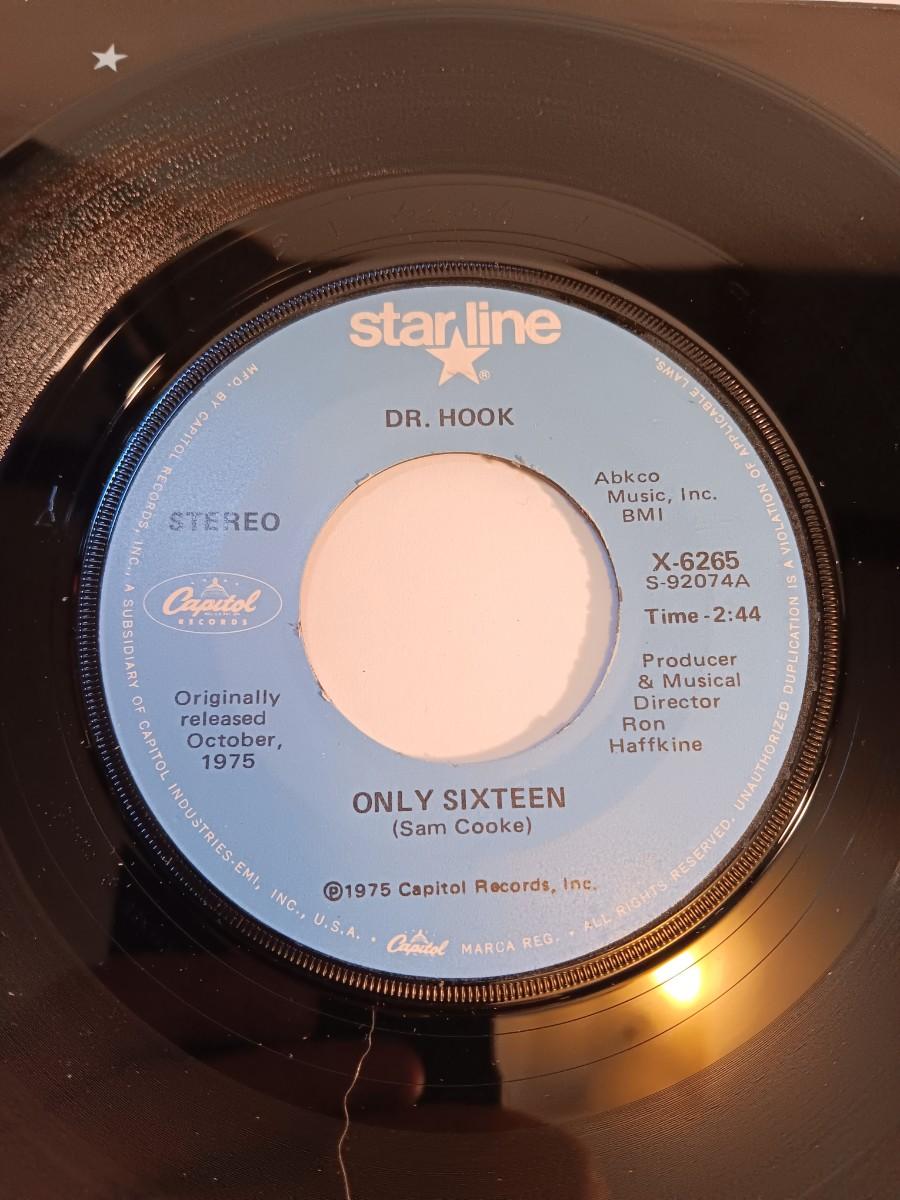 starline
®
DR. HOOK
Abkco
Music, Inc.
BMI
STEREO
X-6265
S-92074A
Time-2:44
Capitol
RECORDS
Producer
& Musical
Director
Ron
Haffkine
Originally
released
October,
1975
ONLY SIXTEEN
(Sam Cooke)
℗1975 Capitol Records, Inc.
MFD. BY CAPITOL RECORDS, INC., A SUBSIDIARY OF CAPITOL INDUSTRIES-EMI, INC., U.S.A. • Capitol MARCA REG. • ALL RIGHTS RESERVED. UNAUTHORIZED DUPLICATION IS A VIOLATION OF APPLICABLE LAWS.